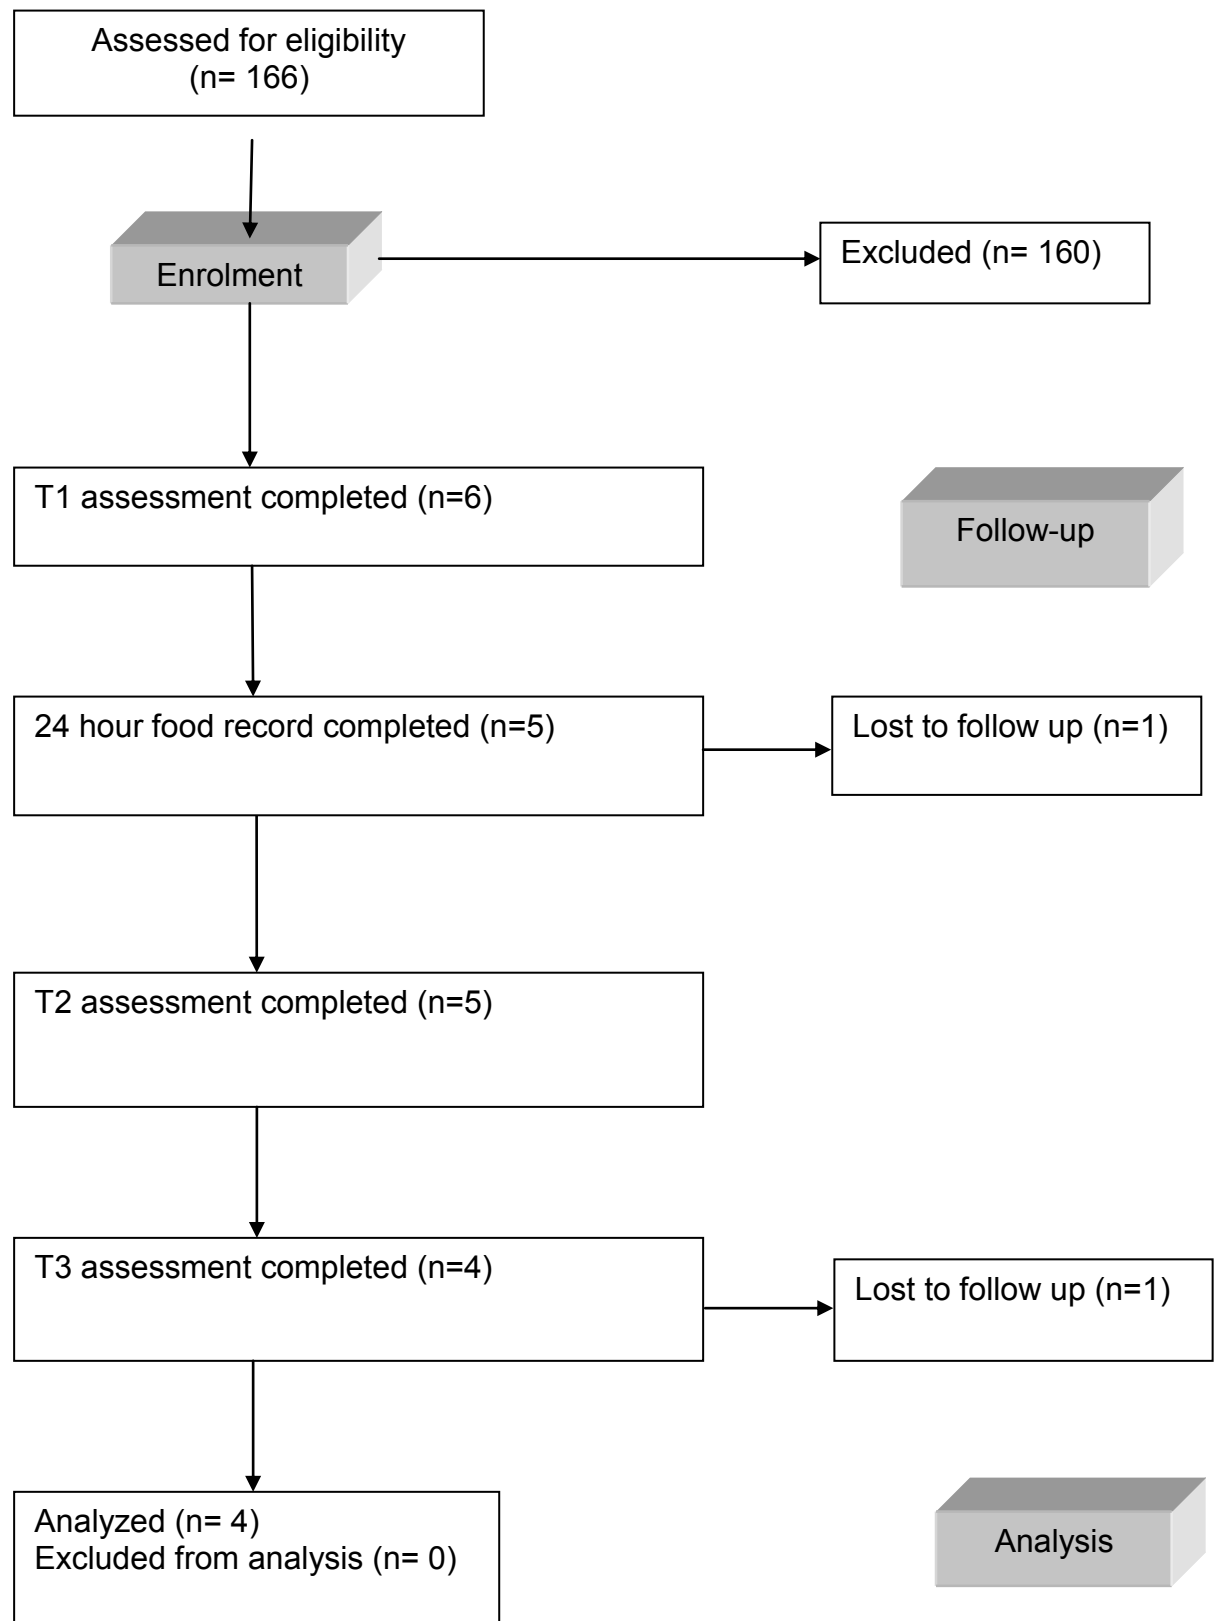 Assessed for eligibility
(n= 166)
Enrolment
Excluded (n= 160)
T1 assessment completed (n=6)
Follow-up
24 hour food record completed (n=5)
Lost to follow up (n=1)
T2 assessment completed (n=5)
T3 assessment completed (n=4)
Lost to follow up (n=1)
Analyzed (n= 4)
Excluded from analysis (n= 0)
Analysis